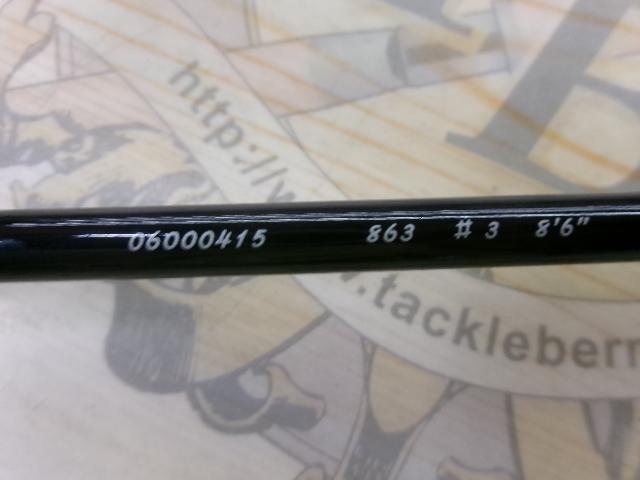 http://w
06000415 863 # 3 8'6"
w.tackleberr